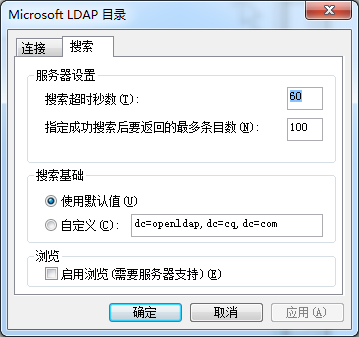 Microsoft LDAP 目录
连接
搜索
服务器设置
搜索超时秒数(T): 60
指定成功搜索后要返回的最多条目数(N): 100
搜索基础
使用默认值(U)
自定义(C): dc=openldap,dc=cq,dc=com
浏览
启用浏览(需要服务器支持)(E)
确定
取消
应用(A)